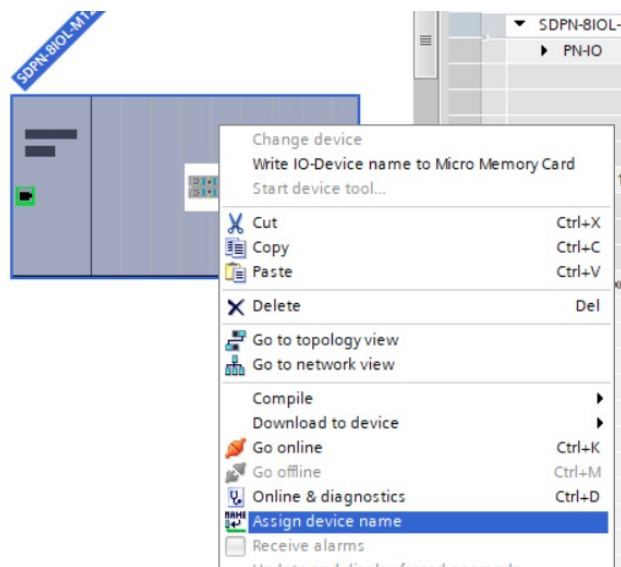 SDPN-8IOL-M12
SDPN-8IOL-
PN-IO
Change device
Write IO-Device name to Micro Memory Card
Start device tool...
Cut Ctrl+X
Copy Ctrl+C
Paste Ctrl+V
Delete Del
Go to topology view
Go to network view
Compile
Download to device
Go online Ctrl+K
Go offline Ctrl+M
Online & diagnostics Ctrl+D
NAME
Assign device name
Receive alarms